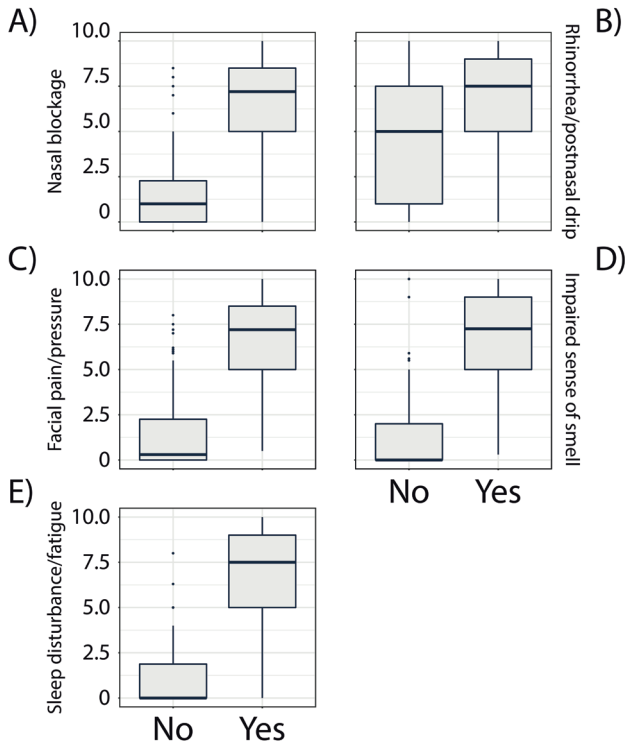 A)
B)
Nasal blockage
10.0
7.5
5.0
2.5
0
Rhinorrhea/postnasal drip
C)
D)
Facial pain/pressure
10.0
7.5
5.0
2.5
0
Impaired sense of smell
No Yes
E)
Sleep disturbance/fatigue
10.0
7.5
5.0
2.5
0
No Yes